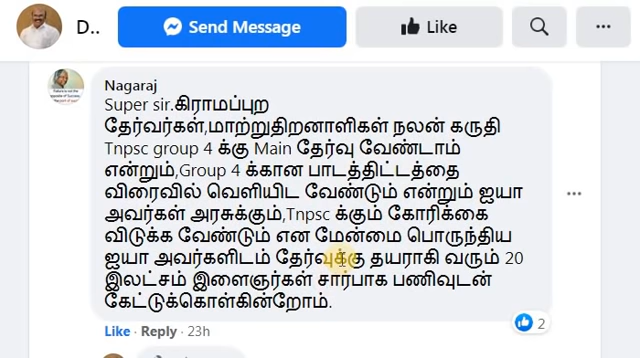 D.. Send Message Like
Nagaraj
Super sir.கிராமப்புற
தேர்வர்கள்,மாற்றுதிறனாளிகள் நலன் கருதி
Tnpsc group 4 க்கு Main தேர்வு வேண்டாம்
என்றும்,Group 4 க்கான பாடத்திட்டத்தை
விரைவில் வெளியிட வேண்டும் என்றும் ஐயா
அவர்கள் அரசுக்கும்,Tnpsc க்கும் கோரிக்கை
விடுக்க வேண்டும் என மேன்மை பொருந்திய
ஐயா அவர்களிடம் தேர்வுக்கு தயராகி வரும் 20
இலட்சம் இளைஞர்கள் சார்பாக பணிவுடன்
கேட்டுக்கொள்கின்றோம்.
2
Like · Reply · 23h